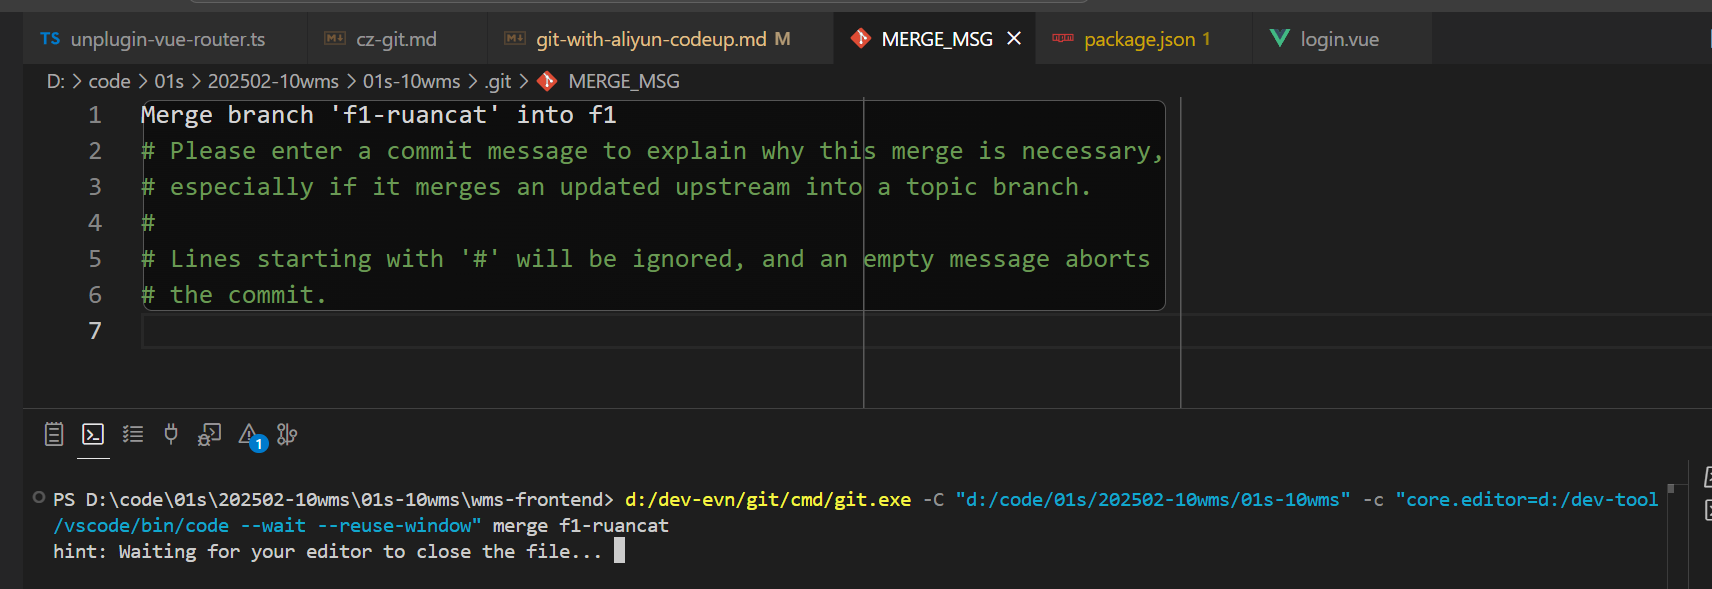 TS unplugin-vue-router.ts cz-git.md git-with-aliyun-codeup.md M MERGE_MSG package.json 1 login.vue
D: > code > 01s > 202502-10wms > 01s-10wms > .git > MERGE_MSG
1 Merge branch 'f1-ruancat' into f1
2 # Please enter a commit message to explain why this merge is necessary,
3 # especially if it merges an updated upstream into a topic branch.
4 #
5 # Lines starting with '#' will be ignored, and an empty message aborts
6 # the commit.
7
1
PS D:\code\01s\202502-10wms\01s-10wms\wms-frontend> d:/dev-evn/git/cmd/git.exe -C "d:/code/01s/202502-10wms/01s-10wms" -c "core.editor=d:/dev-tool
/vscode/bin/code --wait --reuse-window" merge f1-ruancat
hint: Waiting for your editor to close the file...